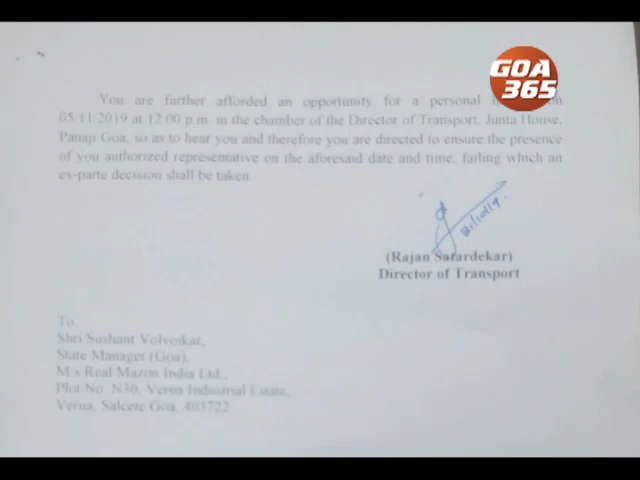 GOA
365
You are further afforded an opportunity for a personal on
05/11/2019 at 12:00 p.m. in the chamber of the Director of Transport, Junta House,
Panaji Goa, so as to hear you and therefore you are directed to ensure the presence
of you authorized representative on the aforesaid date and time, failing which an
ex-parte decision shall be taken.
(Rajan Satardekar)
Director of Transport
To,
Shri Sushant Volvoikar,
State Manager (Goa),
M/s Real Mazon India Ltd.,
Plot No. N30, Verna Industrial Estate,
Verna, Salcete Goa. 403722